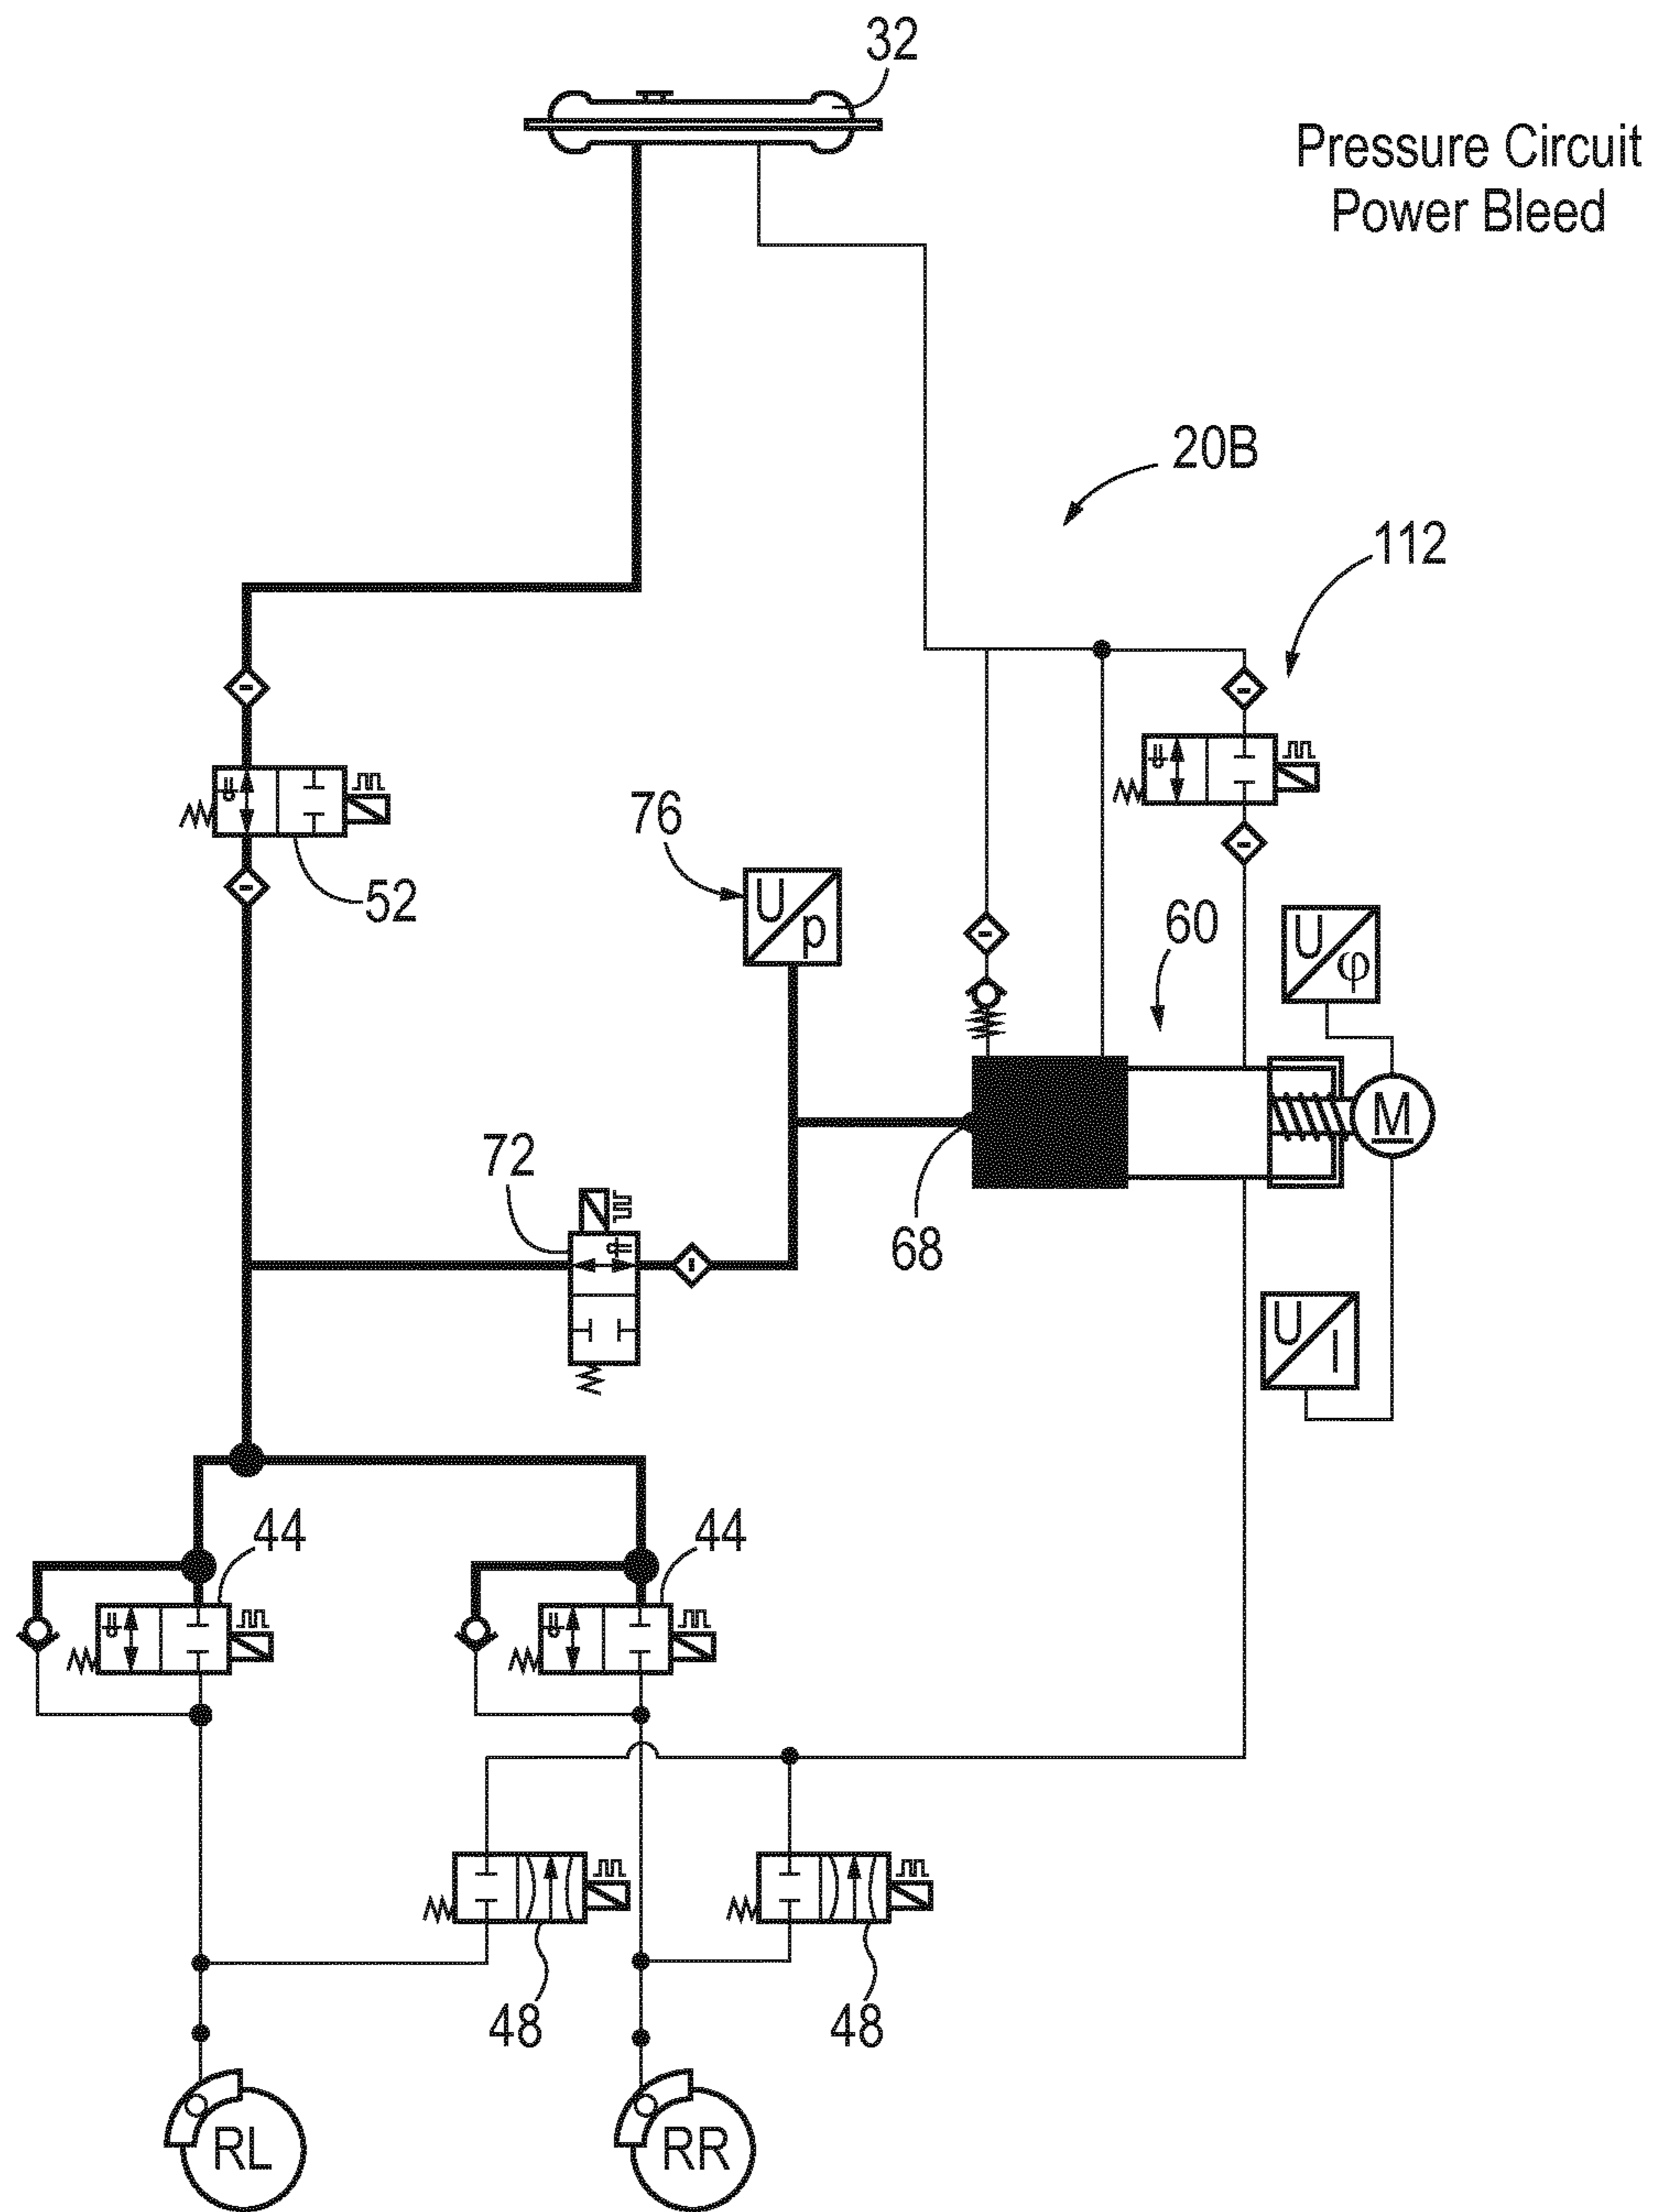 32
Pressure Circuit
Power Bleed
20B
112
76
52
U
p
60
U
φ
M
72
68
U
I
44
44
48
48
RL
RR